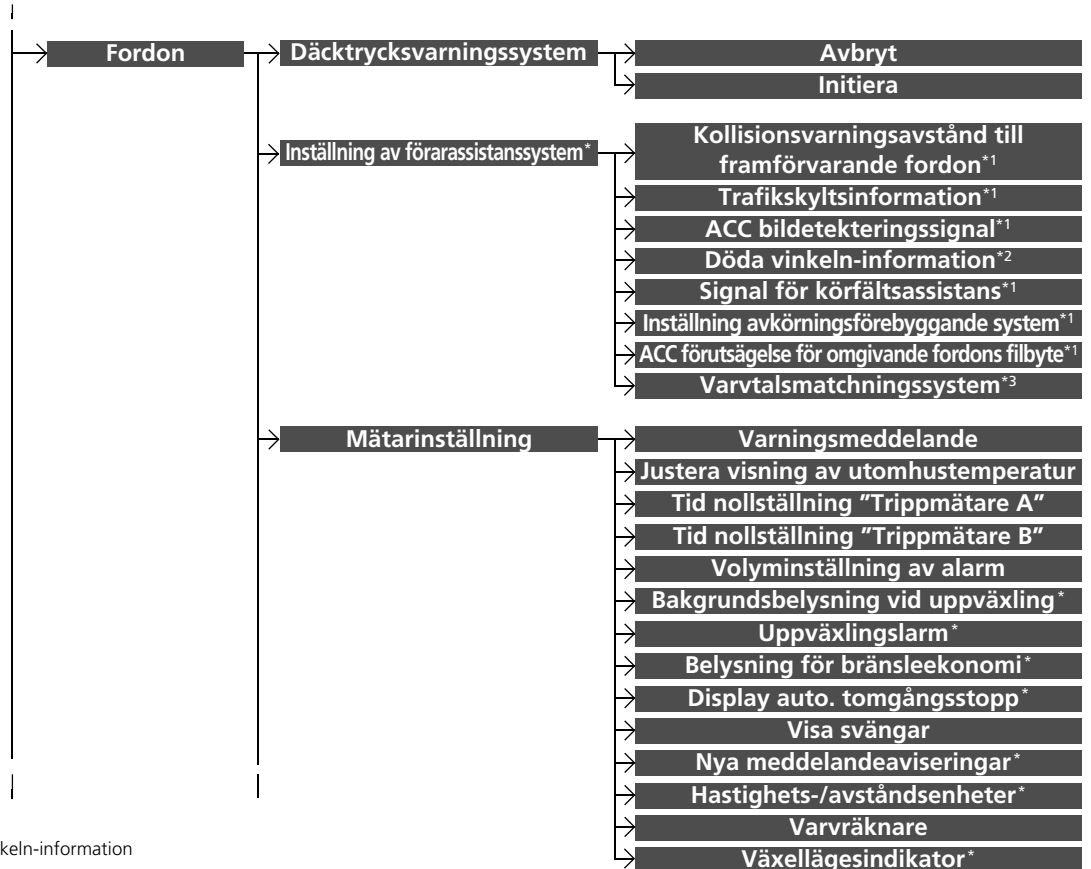 Fordon
Däcktrycksvarningssystem
Avbryt
Initiera
Inställning av förarassistanssystem*
Kollisionsvarningsavstånd till
framförvarande fordon*1
Trafikskyltsinformation*1
ACC bildetekteringssignal*1
Döda vinkeln-information*2
Signal för körfältsassistans*1
Inställning avkörningsförebyggande system*1
ACC förutsägelse för omgivande fordons filbyte*1
Varvtalsmatchningssystem*3
Mätarinställning
Varningsmeddelande
Justera visning av utomhustemperatur
Tid nollställning "Trippmätare A"
Tid nollställning "Trippmätare B"
Volyminställning av alarm
Bakgrundsbelysning vid uppväxling*
Uppväxlingslarm*
Belysning för bränsleekonomi*
Display auto. tomgångsstopp*
Visa svängar
Nya meddelandeaviseringar*
Hastighets-/avståndsenheter*
Varvräknare
Växellägesindikator*
keln-information